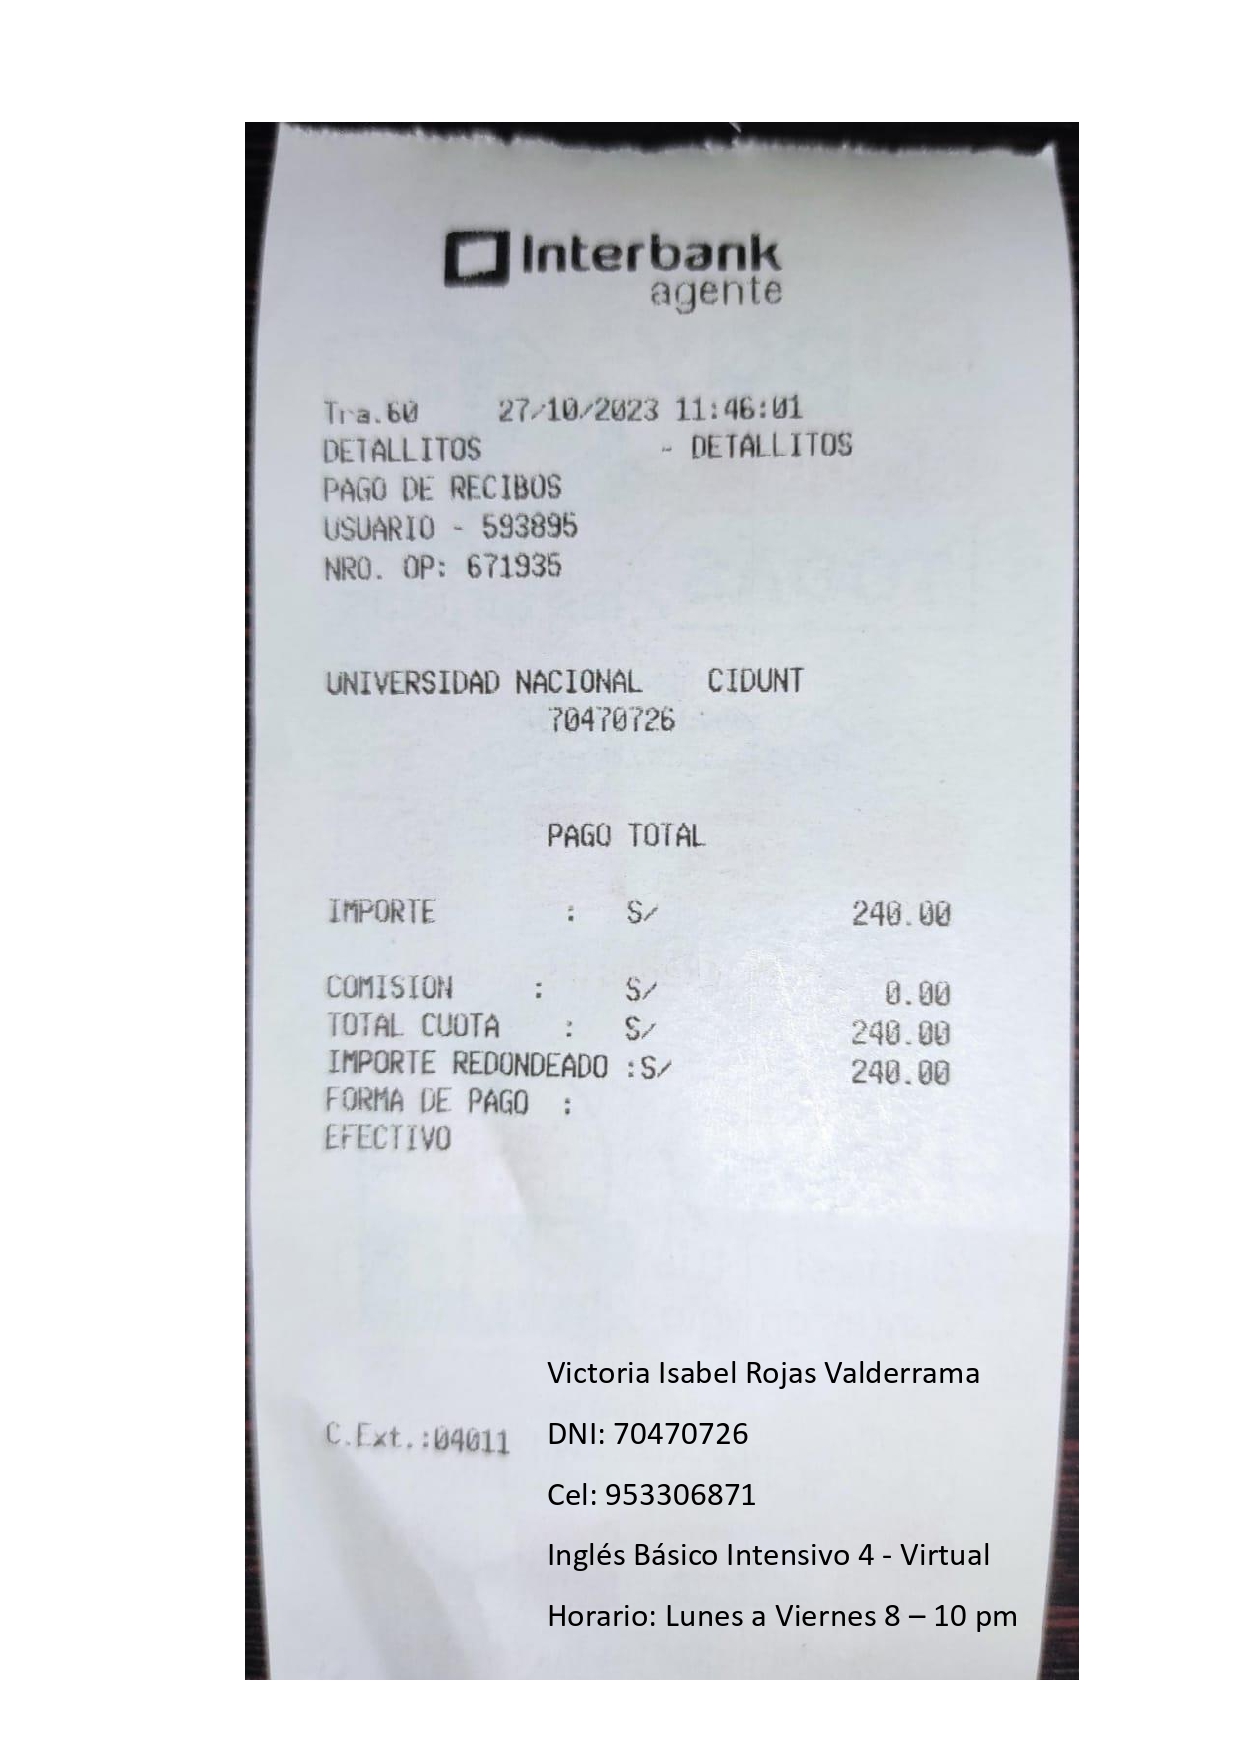 Interbank
agente
Tra.60 27/10/2023 11:46:01
DETALLITOS - DETALLITOS
PAGO DE RECIBOS
USUARIO - 593895
NRO. OP: 671935
UNIVERSIDAD NACIONAL CIDUNT
70470726
PAGO TOTAL
IMPORTE : S/ 240.00
COMISION : S/ 0.00
TOTAL CUOTA : S/ 240.00
IMPORTE REDONDEADO :S/ 240.00
FORMA DE PAGO :
EFECTIVO
Victoria Isabel Rojas Valderrama
C.Ext.:04011 DNI: 70470726
Cel: 953306871
Inglés Básico Intensivo 4 - Virtual
Horario: Lunes a Viernes 8 – 10 pm